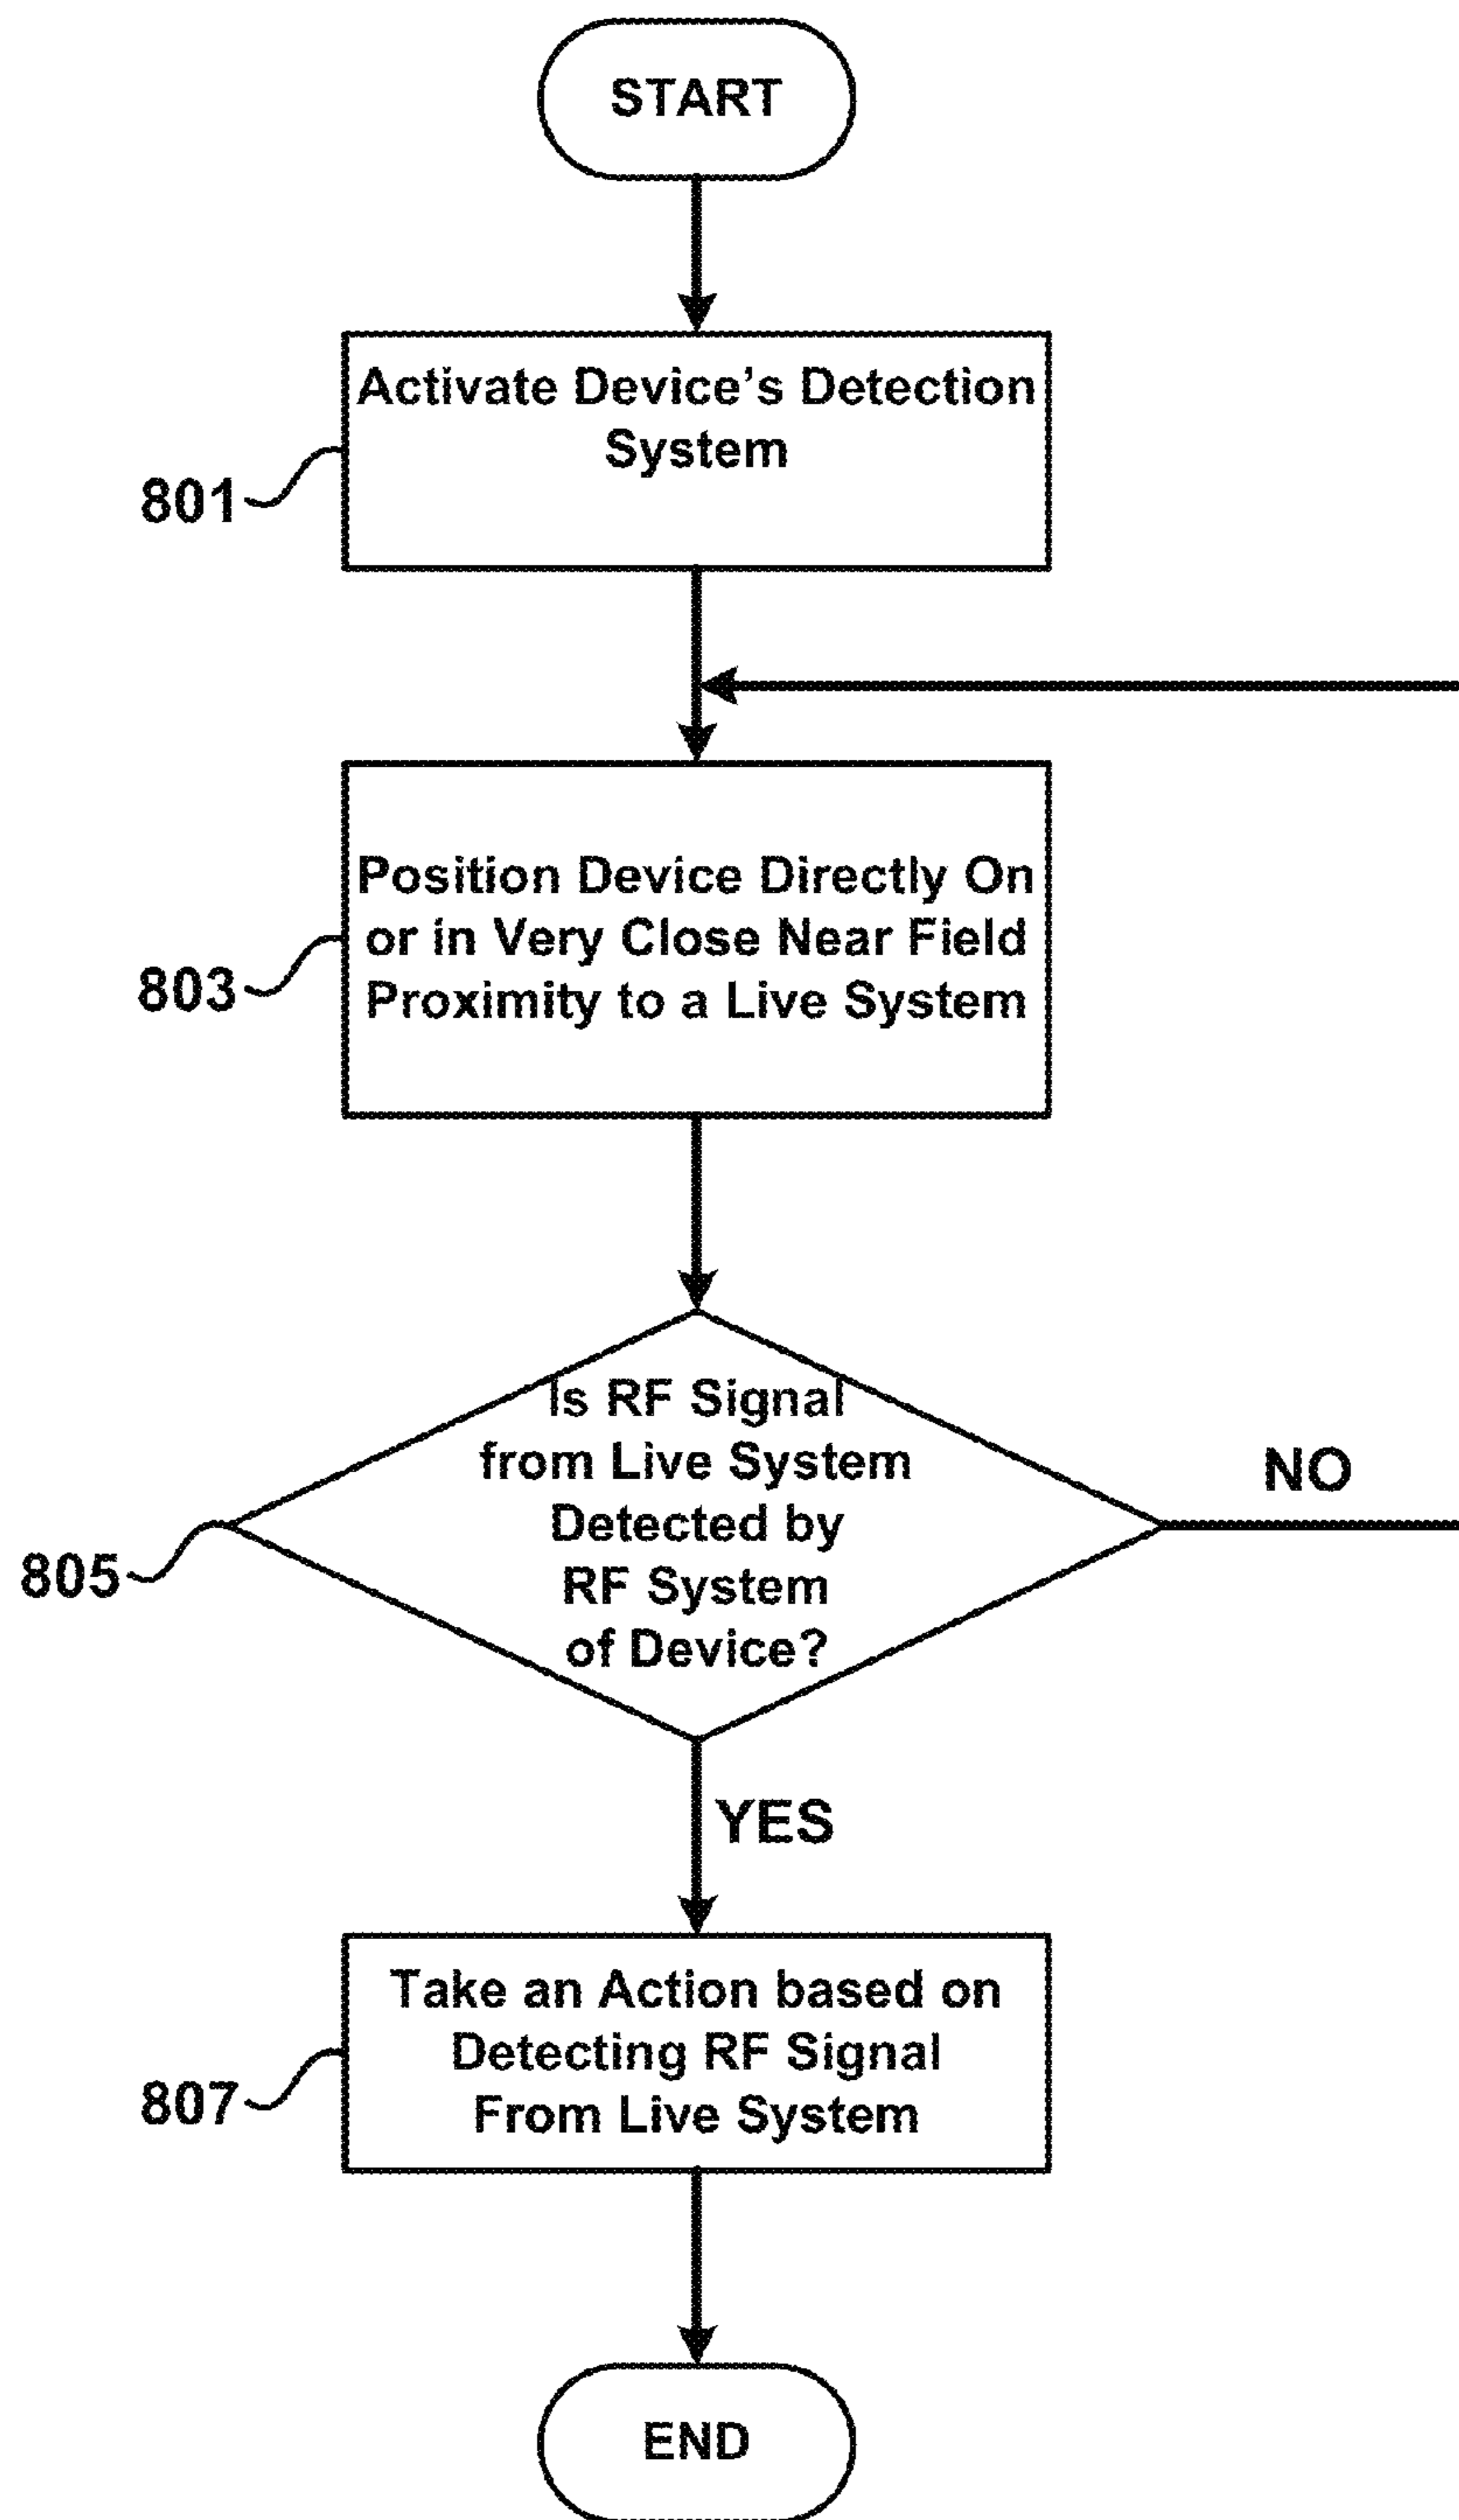 START
Activate Device's Detection
System
801
Position Device Directly On
or in Very Close Near Field
Proximity to a Live System
803
Is RF Signal
from Live System
Detected by
RF System
of Device?
805
NO
YES
Take an Action based on
Detecting RF Signal
From Live System
807
END